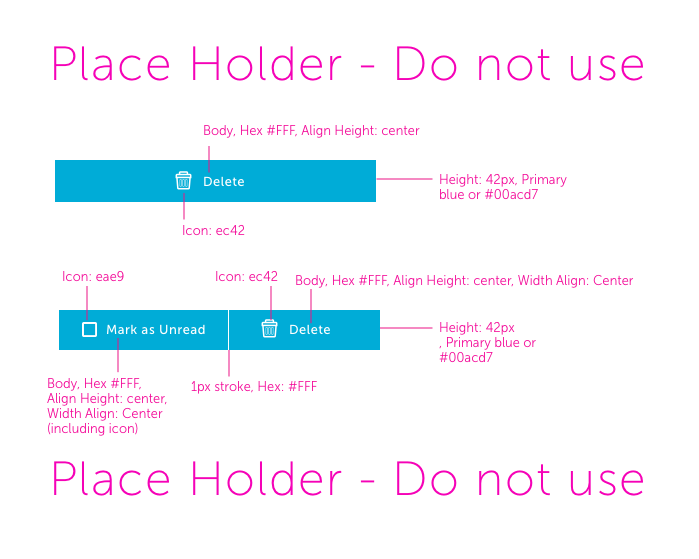 Place Holder - Do not use
Body, Hex #FFF, Align Height: center
Delete
Height: 42px, Primary
blue or #00acd7
Icon: ec42
Icon: eae9
Icon: ec42
Body, Hex #FFF, Align Height: center, Width Align: Center
Mark as Unread
Delete
Height: 42px
, Primary blue or
#00acd7
Body, Hex #FFF,
Align Height: center,
Width Align: Center
(including icon)
1px stroke, Hex: #FFF
Place Holder - Do not use